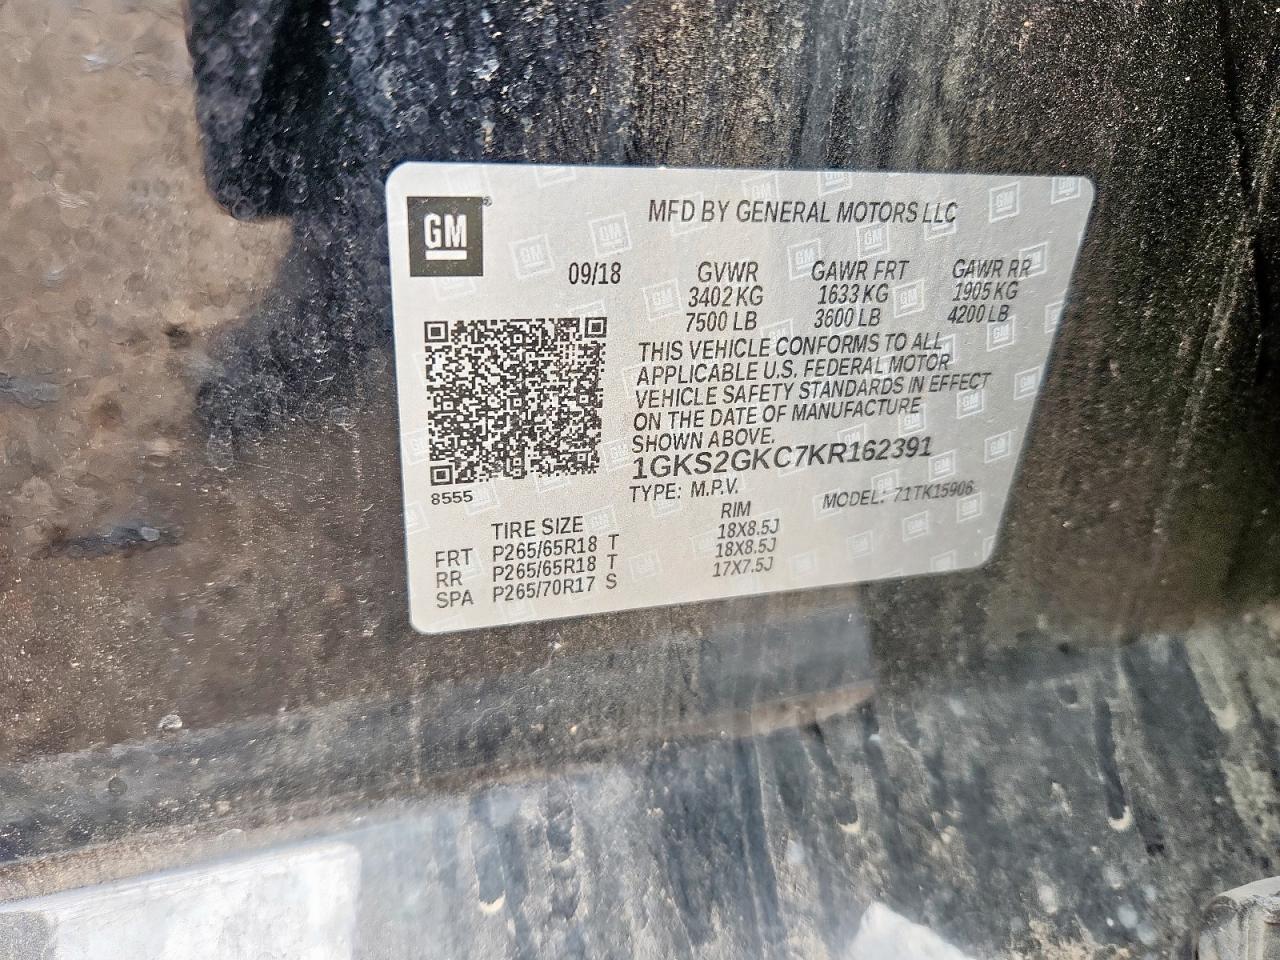 GM
MFD BY GENERAL MOTORS LLC
09/18
GVWR GAWR FRT GAWR RR
3402 KG 1633 KG 1905 KG
7500 LB 3600 LB 4200 LB
THIS VEHICLE CONFORMS TO ALL
APPLICABLE U.S. FEDERAL MOTOR
VEHICLE SAFETY STANDARDS IN EFFECT
ON THE DATE OF MANUFACTURE
SHOWN ABOVE.
1GKS2GKC7KR162391
8555
TYPE: M.P.V. MODEL: 71TK15906
TIRE SIZE RIM
FRT P265/65R18 T 18X8.5J
RR P265/65R18 T 18X8.5J
SPA P265/70R17 S 17X7.5J